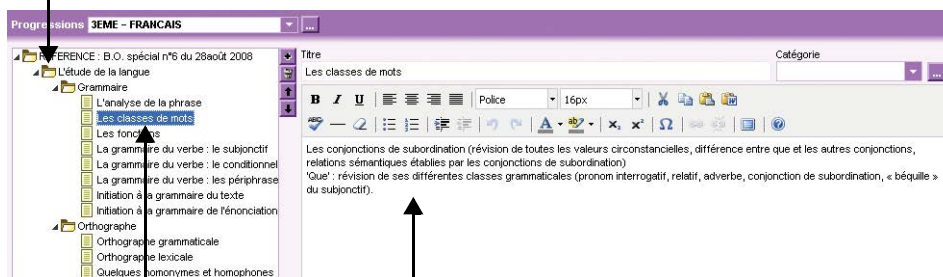 Progressions 3EME – FRANCAIS ...
REFERENCE : B.O. spécial n°6 du 28août 2008
L'étude de la langue
Grammaire
L'analyse de la phrase
Les classes de mots
Les fonctions
La grammaire du verbe : le subjonctif
La grammaire du verbe : le conditionnel
La grammaire du verbe : les périphrase
Initiation à la grammaire du texte
Initiation à la grammaire de l'énonciation
Orthographe
Orthographe grammaticale
Orthographe lexicale
Quelques homonymes et homophones
Titre Catégorie
Les classes de mots ...
B I U Police 16px
ABC A ab x, x² Ω
Les conjonctions de subordination (révision de toutes les valeurs circonstancielles, différence entre que et les autres conjonctions,
relations sémantiques établies par les conjonctions de subordination)
'Que' : révision de ses différentes classes grammaticales (pronom interrogatif, relatif, adverbe, conjonction de subordination, « béquille »
du subjonctif).